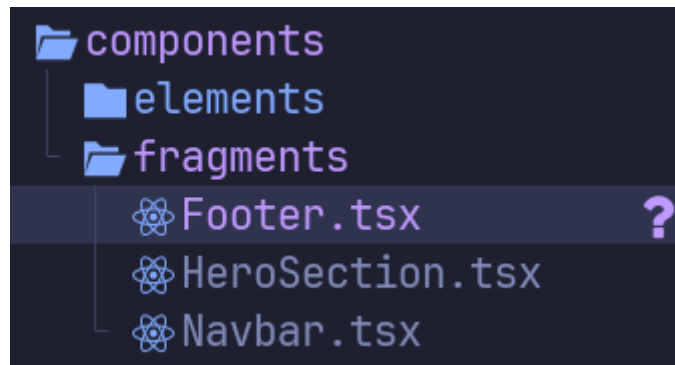 components
elements
fragments
Footer.tsx ?
HeroSection.tsx
Navbar.tsx